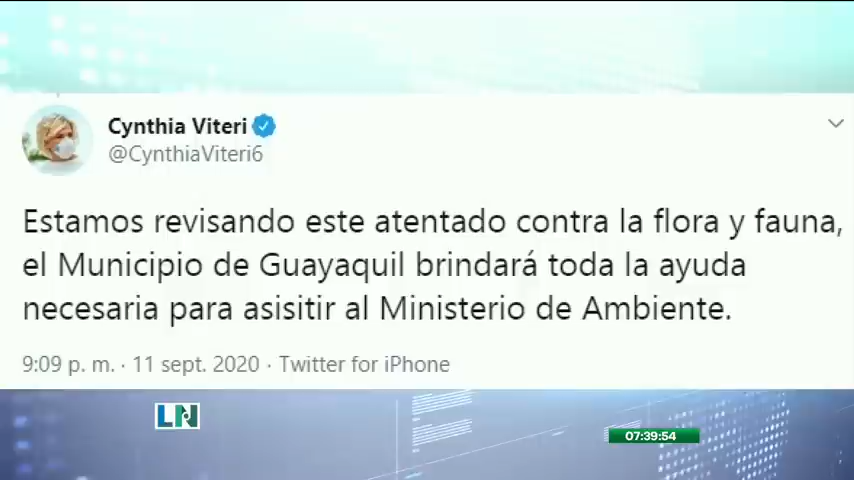 Cynthia Viteri
@CynthiaViteri6
Estamos revisando este atentado contra la flora y fauna,
el Municipio de Guayaquil brindará toda la ayuda
necesaria para asisitir al Ministerio de Ambiente.
9:09 p. m. · 11 sept. 2020 · Twitter for iPhone
LN
07:39:54